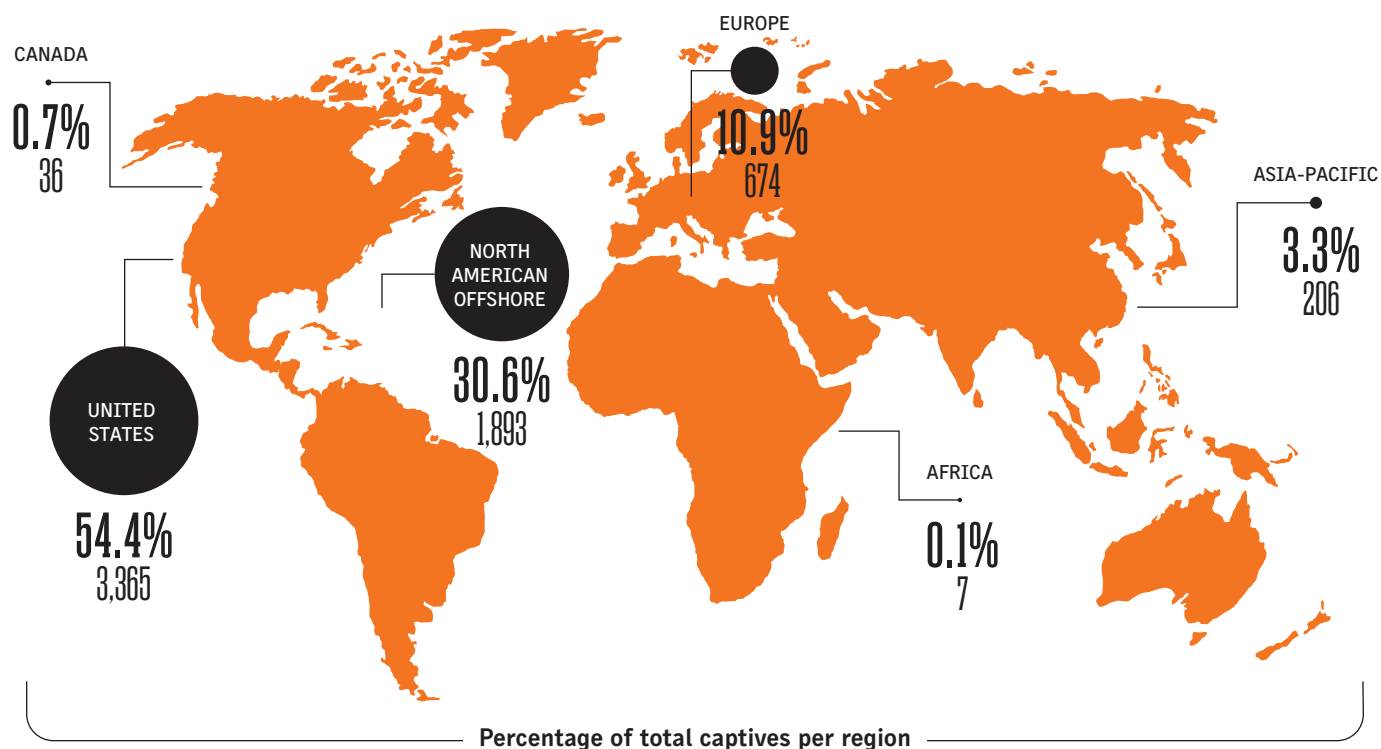 CANADA
0.7%
36
EUROPE
10.9%
674
ASIA-PACIFIC
3.3%
206
NORTH
AMERICAN
OFFSHORE
30.6%
1,893
UNITED
STATES
54.4%
3,365
AFRICA
0.1%
7
Percentage of total captives per region